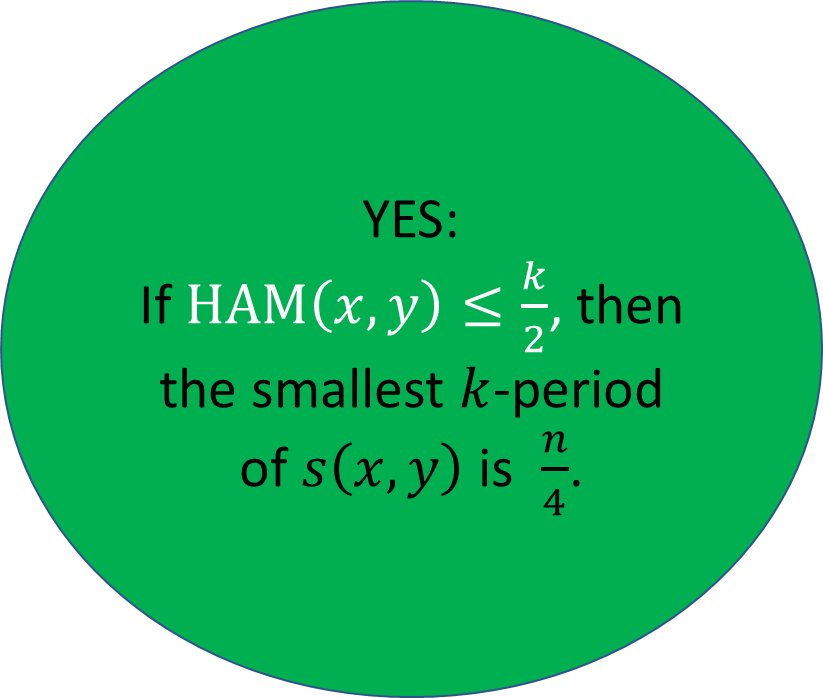 YES:
If HAM(x, y) ≤ k/2, then
the smallest k-period
of s(x, y) is n/4.